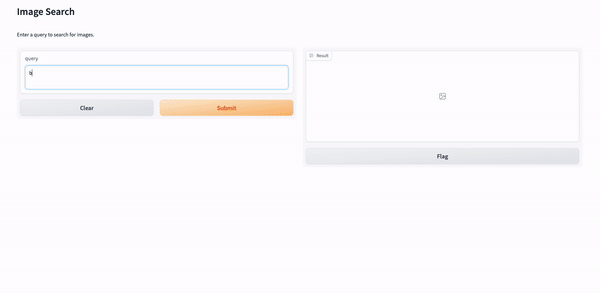 Image Search
Enter a query to search for images.
query
b
Clear
Submit
Result
Flag